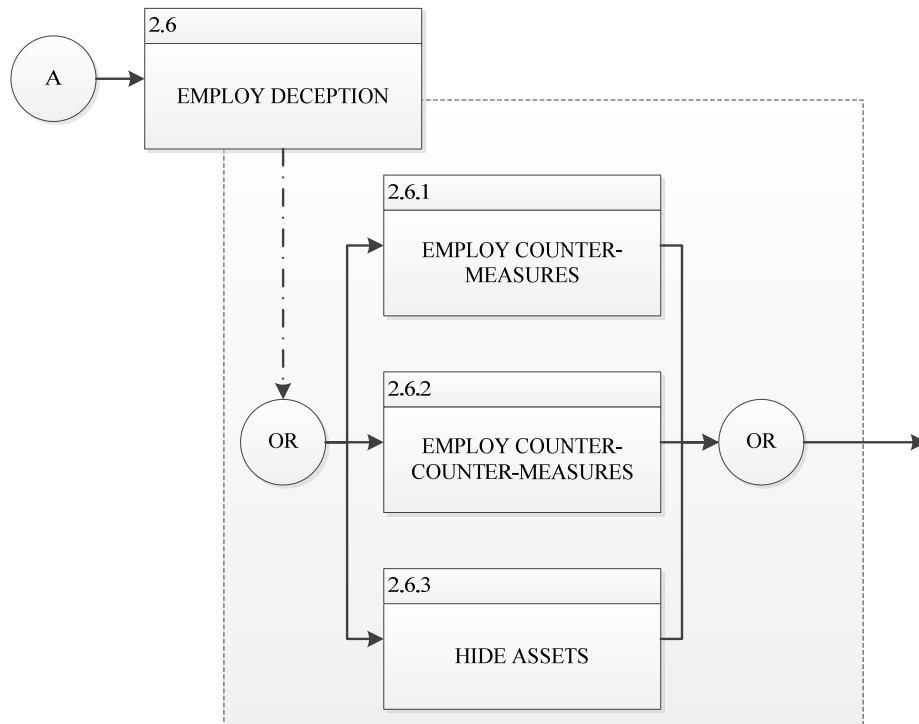 2.6
A
EMPLOY DECEPTION
2.6.1
EMPLOY COUNTER-
MEASURES
2.6.2
OR
EMPLOY COUNTER-
COUNTER-MEASURES
OR
2.6.3
HIDE ASSETS